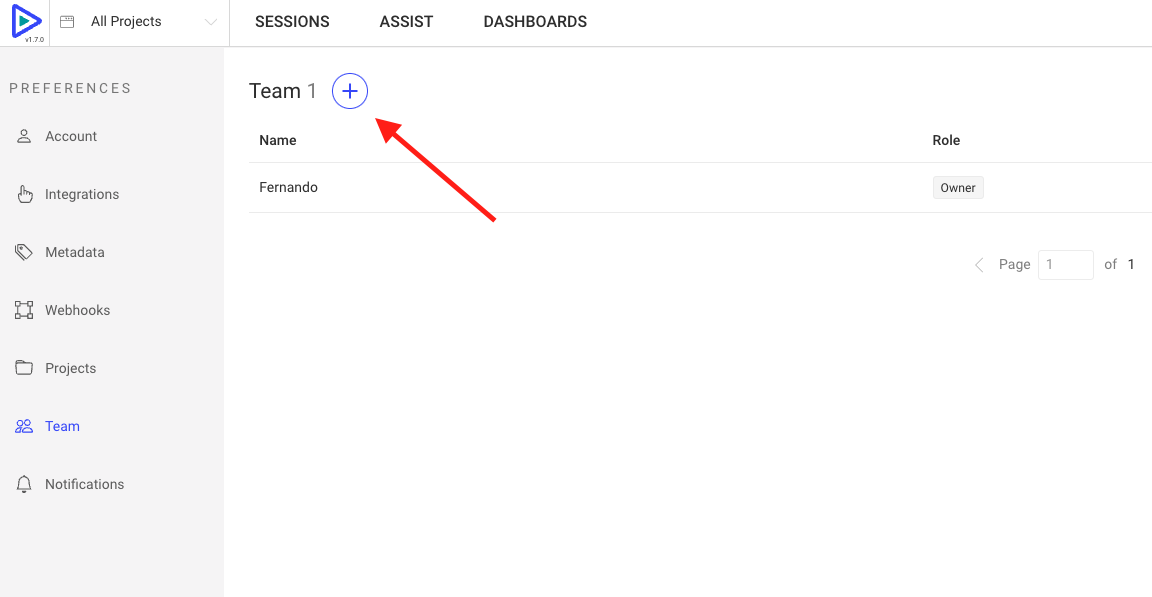 v1.7.0
All Projects
SESSIONS
ASSIST
DASHBOARDS
PREFERENCES
Account
Integrations
Metadata
Webhooks
Projects
Team
Notifications
Team 1
Name Role
Fernando Owner
Page 1 of 1